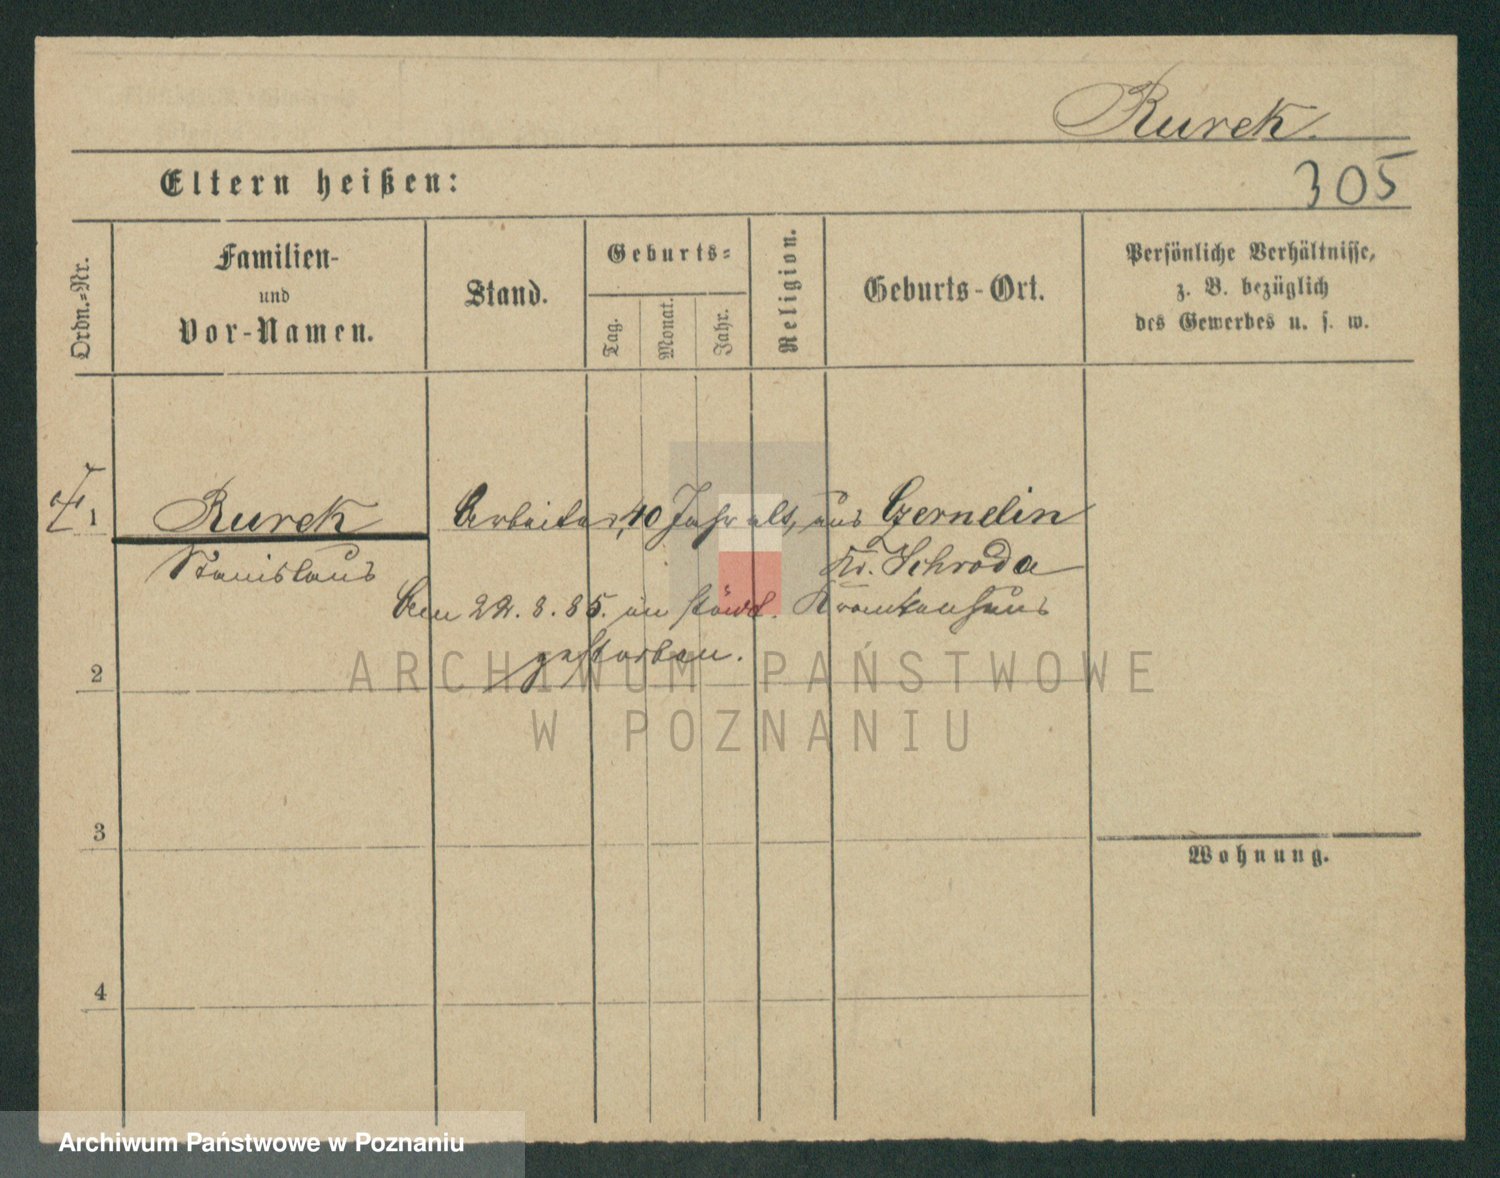 Rurek.
305
Eltern heißen:
Ordn.=Nr.
Familien-
und
Vor-Namen.
Stand.
Geburts=
Tag.
Monat.
Jahr.
Religion.
Geburts-Ort.
Persönliche Verhältnisse,
z. B. bezüglich
des Gewerbes u. s. w.
1 Rurek Arbeiter, 40 Jahr alt, aus Czernelin
Stanislaus Kr. Schroda
Am 22. 8. 85. im städt. Krankenhaus
gestorben.
2
3
4
Wohnung.
ARCHIWUM PAŃSTWOWE
W POZNANIU
Archiwum Państwowe w Poznaniu